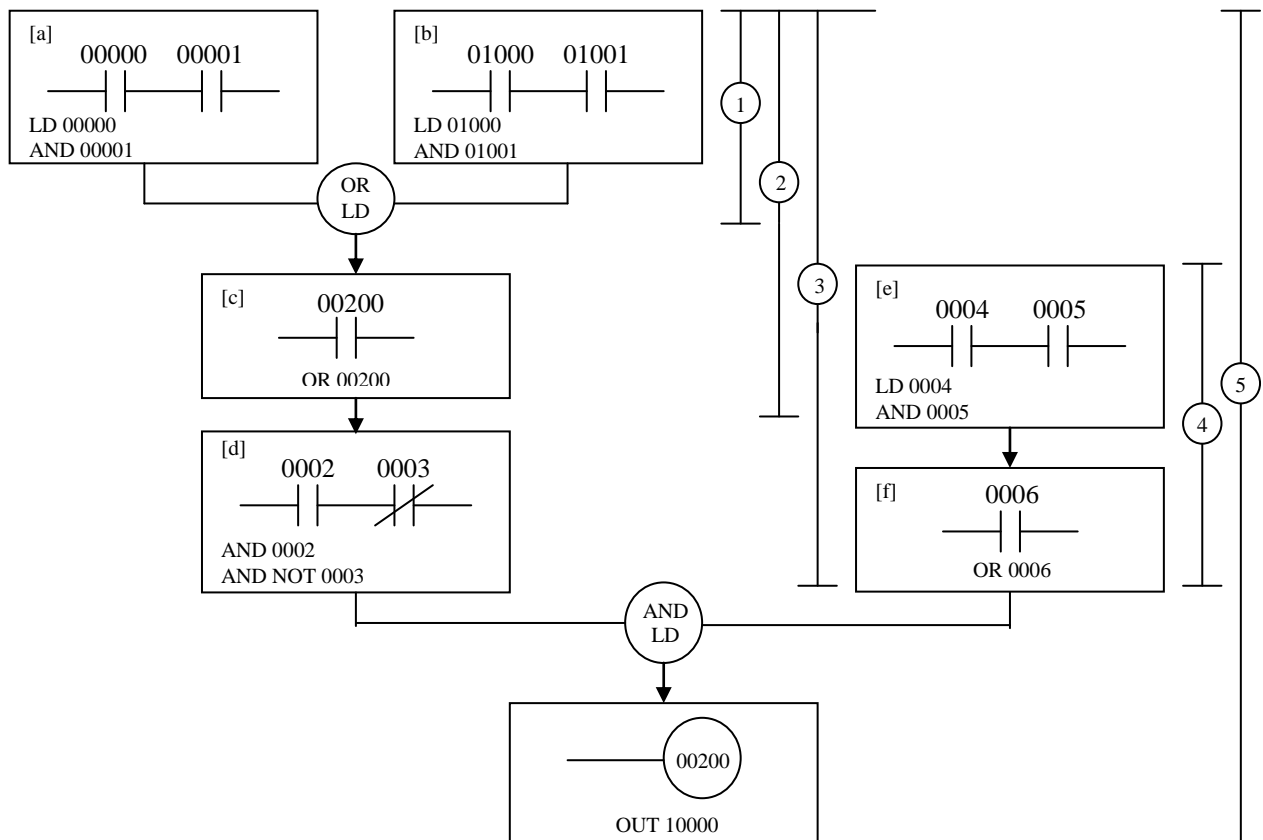 [a]
00000 00001
LD 00000
AND 00001
[b]
01000 01001
LD 01000
AND 01001
1
2
3
OR
LD
[c]
00200
OR 00200
[d]
0002 0003
AND 0002
AND NOT 0003
[e]
0004 0005
LD 0004
AND 0005
[f]
0006
OR 0006
4
5
AND
LD
00200
OUT 10000